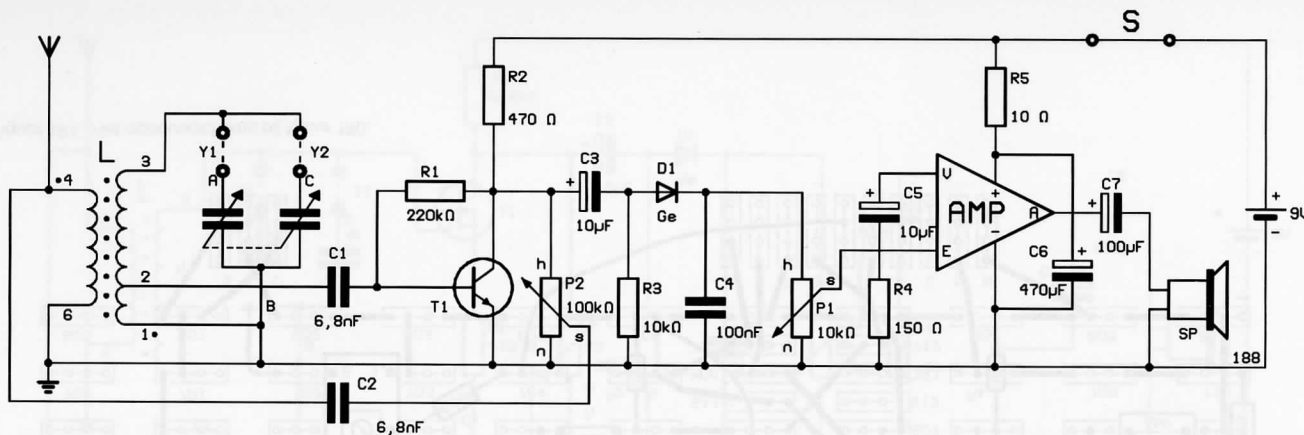 S
R2
470 Ω
R5
10 Ω
L
3
Y1
Y2
4
A
C
R1
220kΩ
C3
+
10µF
D1
Ge
V
+
C5
10µF
+
AMP
A
-
E
C7
+
100µF
+
9V
-
C6
+
470µF
2
C1
6,8nF
T1
h
P2
100kΩ
s
n
R3
10kΩ
C4
100nF
h
P1
10kΩ
s
n
R4
150 Ω
SP
6
B
1
188
C2
6,8nF